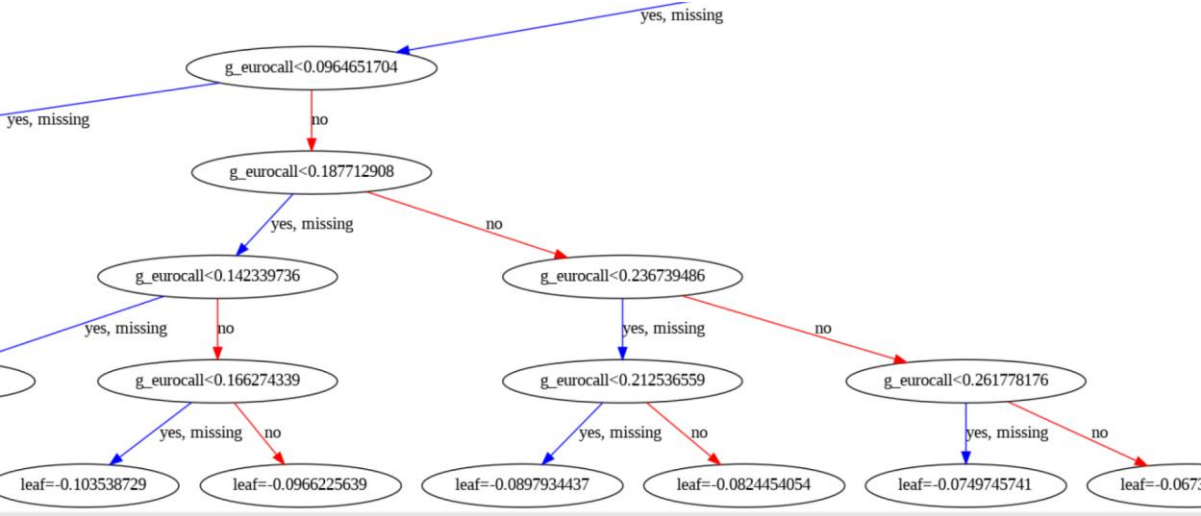 yes, missing
g_eurocall<0.0964651704
yes, missing
no
g_eurocall<0.187712908
yes, missing
no
g_eurocall<0.142339736
g_eurocall<0.236739486
yes, missing
no
yes, missing
no
g_eurocall<0.166274339
g_eurocall<0.212536559
g_eurocall<0.261778176
yes, missing
no
yes, missing
no
yes, missing
no
leaf=-0.103538729
leaf=-0.0966225639
leaf=-0.0897934437
leaf=-0.0824454054
leaf=-0.0749745741
leaf=-0.0673